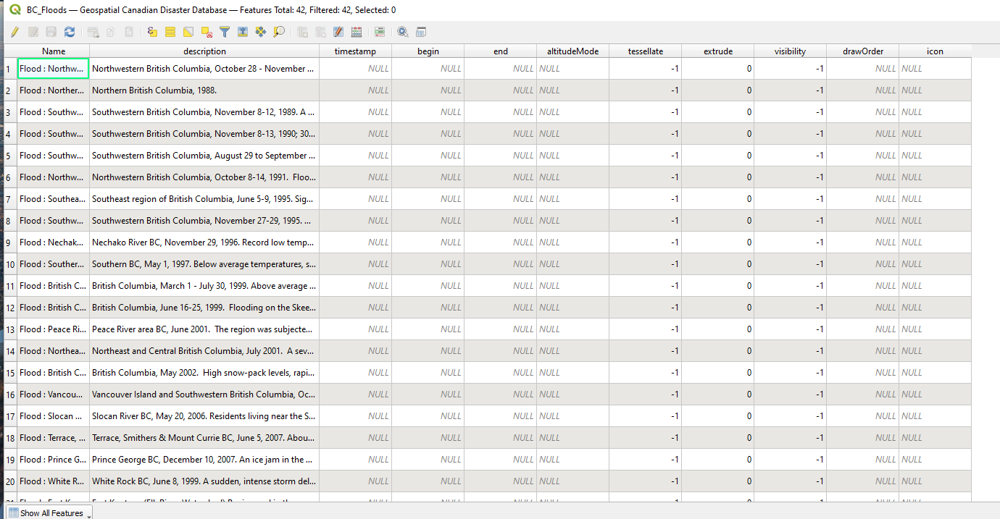 BC_Floods — Geospatial Canadian Disaster Database — Features Total: 42, Filtered: 42, Selected: 0
Name description timestamp begin end altitudeMode tessellate extrude visibility drawOrder icon
1 Flood : Northw... Northwestern British Columbia, October 28 - November ... NULL NULL NULL NULL -1 0 -1 NULL NULL
2 Flood : Norther... Northern British Columbia, 1988. NULL NULL NULL NULL -1 0 -1 NULL NULL
3 Flood : Southw... Southwestern British Columbia, November 8-12, 1989. A ... NULL NULL NULL NULL -1 0 -1 NULL NULL
4 Flood : Southw... Southwestern British Columbia, November 8-13, 1990; 30... NULL NULL NULL NULL -1 0 -1 NULL NULL
5 Flood : Southw... Southwestern British Columbia, August 29 to September ... NULL NULL NULL NULL -1 0 -1 NULL NULL
6 Flood : Northw... Northwestern British Columbia, October 8-14, 1991.  Floo... NULL NULL NULL NULL -1 0 -1 NULL NULL
7 Flood : Southea... Southeast region of British Columbia, June 5-9, 1995. Sig... NULL NULL NULL NULL -1 0 -1 NULL NULL
8 Flood : Southw... Southwestern British Columbia, November 27-29, 1995. ... NULL NULL NULL NULL -1 0 -1 NULL NULL
9 Flood : Nechak... Nechako River BC, November 29, 1996. Record low temp... NULL NULL NULL NULL -1 0 -1 NULL NULL
10 Flood : Souther... Southern BC, May 1, 1997. Below average temperatures, s... NULL NULL NULL NULL -1 0 -1 NULL NULL
11 Flood : British C... British Columbia, March 1 - July 30, 1999. Above average ... NULL NULL NULL NULL -1 0 -1 NULL NULL
12 Flood : British C... British Columbia, June 16-25, 1999.  Flooding on the Skee... NULL NULL NULL NULL -1 0 -1 NULL NULL
13 Flood : Peace Ri... Peace River area BC, June 2001.  The region was subjecte... NULL NULL NULL NULL -1 0 -1 NULL NULL
14 Flood : Northea... Northeast and Central British Columbia, July 2001.  A sev... NULL NULL NULL NULL -1 0 -1 NULL NULL
15 Flood : British C... British Columbia, May 2002.  High snow-pack levels, rapi... NULL NULL NULL NULL -1 0 -1 NULL NULL
16 Flood : Vancou... Vancouver Island and Southwestern British Columbia, Oc... NULL NULL NULL NULL -1 0 -1 NULL NULL
17 Flood : Slocan ... Slocan River BC, May 20, 2006. Residents living near the S... NULL NULL NULL NULL -1 0 -1 NULL NULL
18 Flood : Terrace, ... Terrace, Smithers & Mount Currie BC, June 5, 2007. Abou... NULL NULL NULL NULL -1 0 -1 NULL NULL
19 Flood : Prince G... Prince George BC, December 10, 2007. An ice jam in the ... NULL NULL NULL NULL -1 0 -1 NULL NULL
20 Flood : White R... White Rock BC, June 8, 1999. A sudden, intense storm del... NULL NULL NULL NULL -1 0 -1 NULL NULL
Show All Features